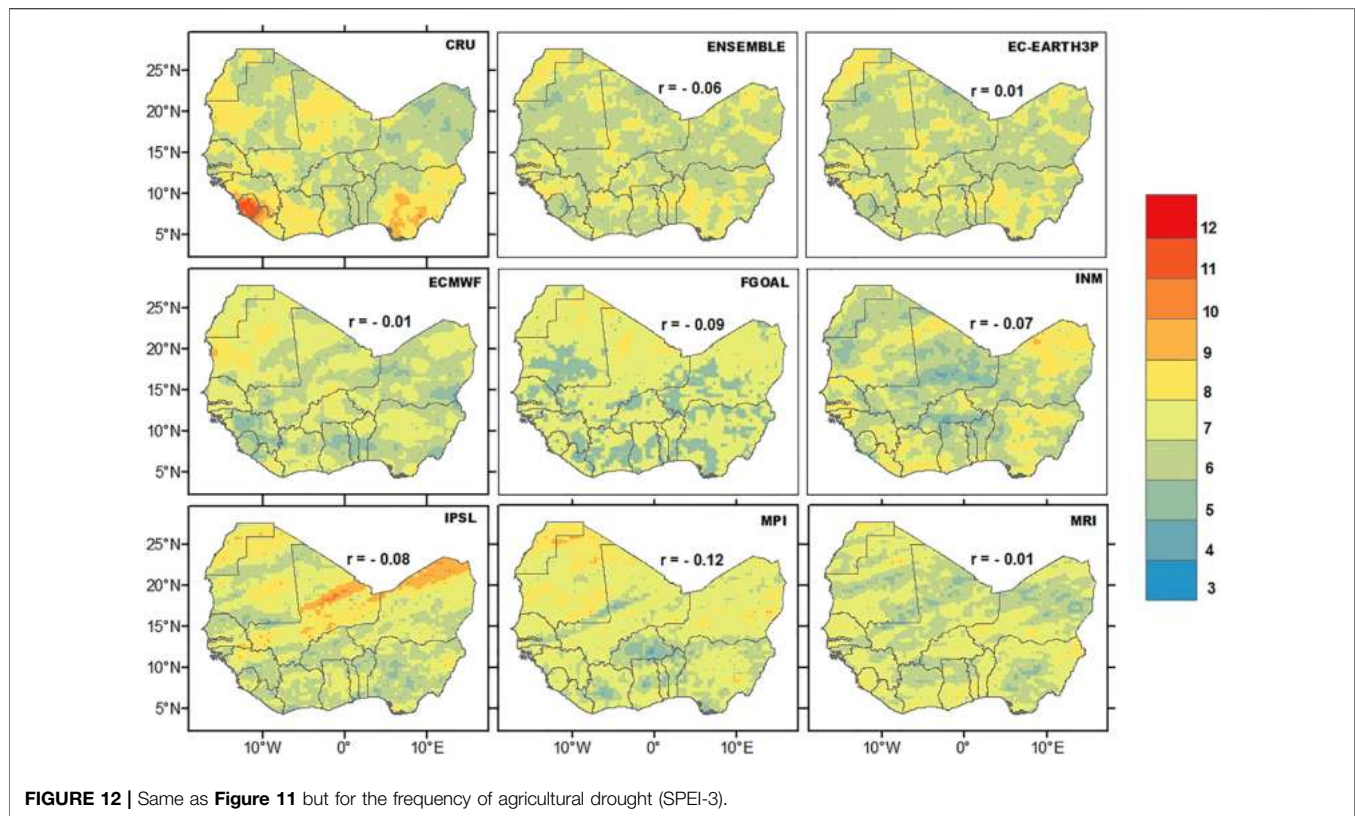 CRU
ENSEMBLE
EC-EARTH3P
25°N
20°N
15°N
10°N
5°N
r = - 0.06
r = 0.01
ECMWF
FGOAL
INM
25°N
20°N
15°N
10°N
5°N
r = - 0.01
r = - 0.09
r = - 0.07
IPSL
MPI
MRI
25°N
20°N
15°N
10°N
5°N
r = - 0.08
r = - 0.12
r = - 0.01
10°W 0° 10°E
10°W 0° 10°E
10°W 0° 10°E
12
11
10
9
8
7
6
5
4
3
FIGURE 12 | Same as Figure 11 but for the frequency of agricultural drought (SPEI-3).